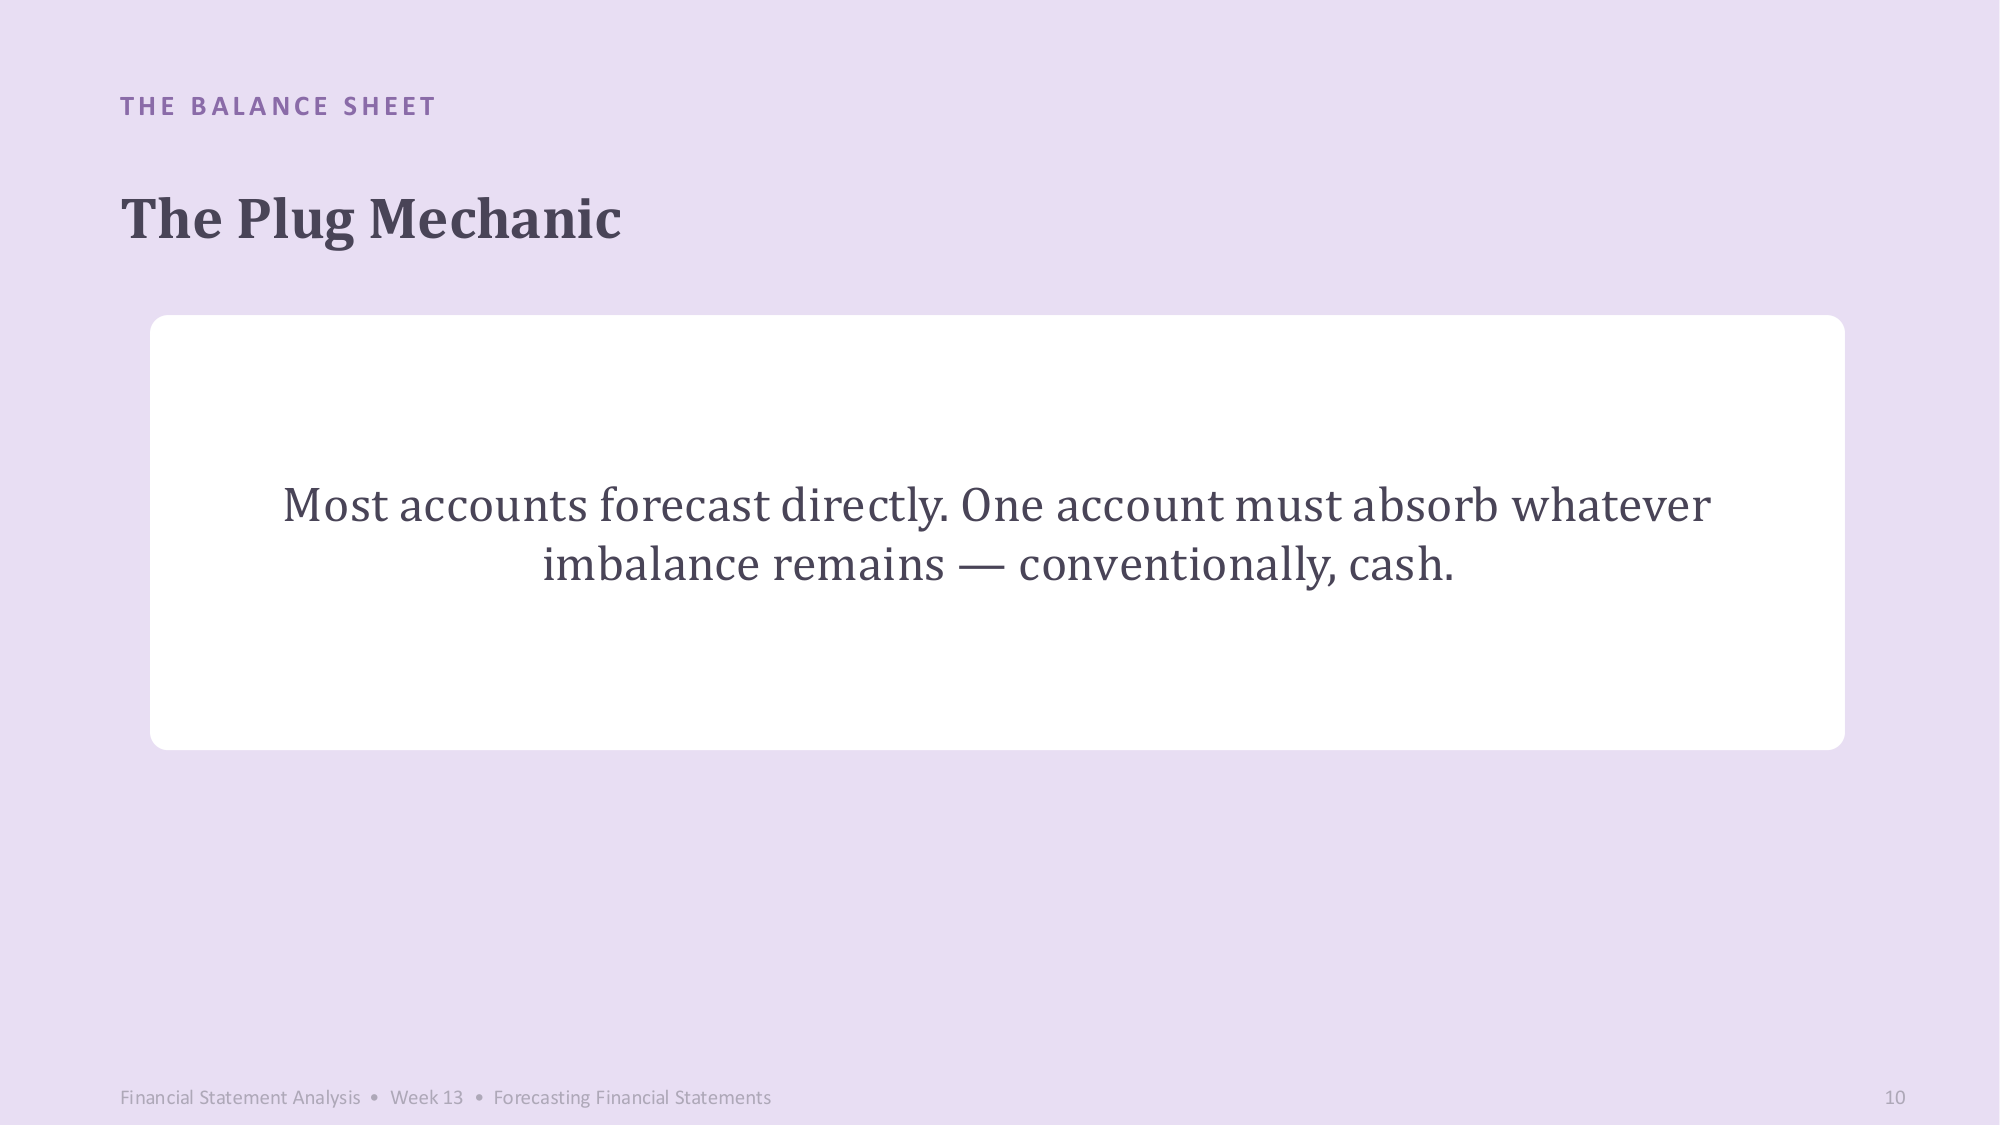 THE BALANCE SHEET
The Plug Mechanic
Most accounts forecast directly. One account must absorb whatever
imbalance remains — conventionally, cash.
Financial Statement Analysis • Week 13 • Forecasting Financial Statements
10